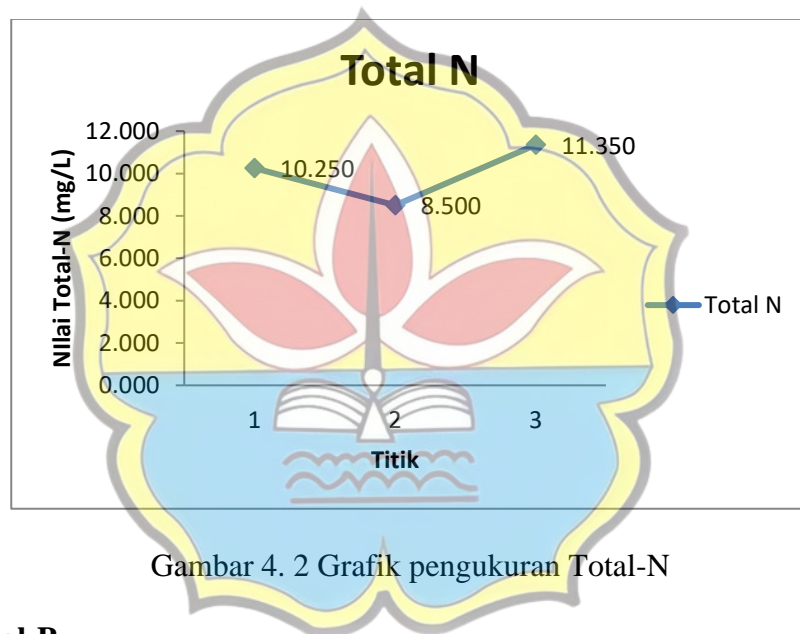 Total N
NIlai Total-N (mg/L)
12.000
10.000
8.000
6.000
4.000
2.000
0.000
10.250
8.500
11.350
Total N
1 2 3
Titik
Gambar 4. 2 Grafik pengukuran Total-N